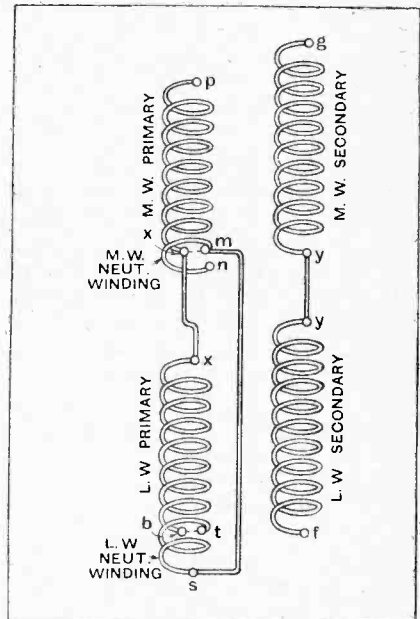 g
p
M. W. PRIMARY
M. W. SECONDARY
x
m
M.W.
NEUT.
WINDING
n
y
y
x
L. W PRIMARY
L. W SECONDARY
b
t
f
L. W
NEUT.
WINDING
s